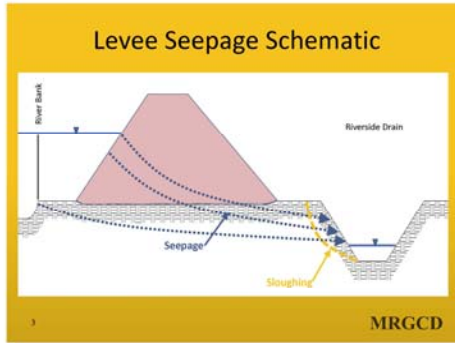 Levee Seepage Schematic
River Bank
Riverside Drain
Seepage
Sloughing
3
MRGCD